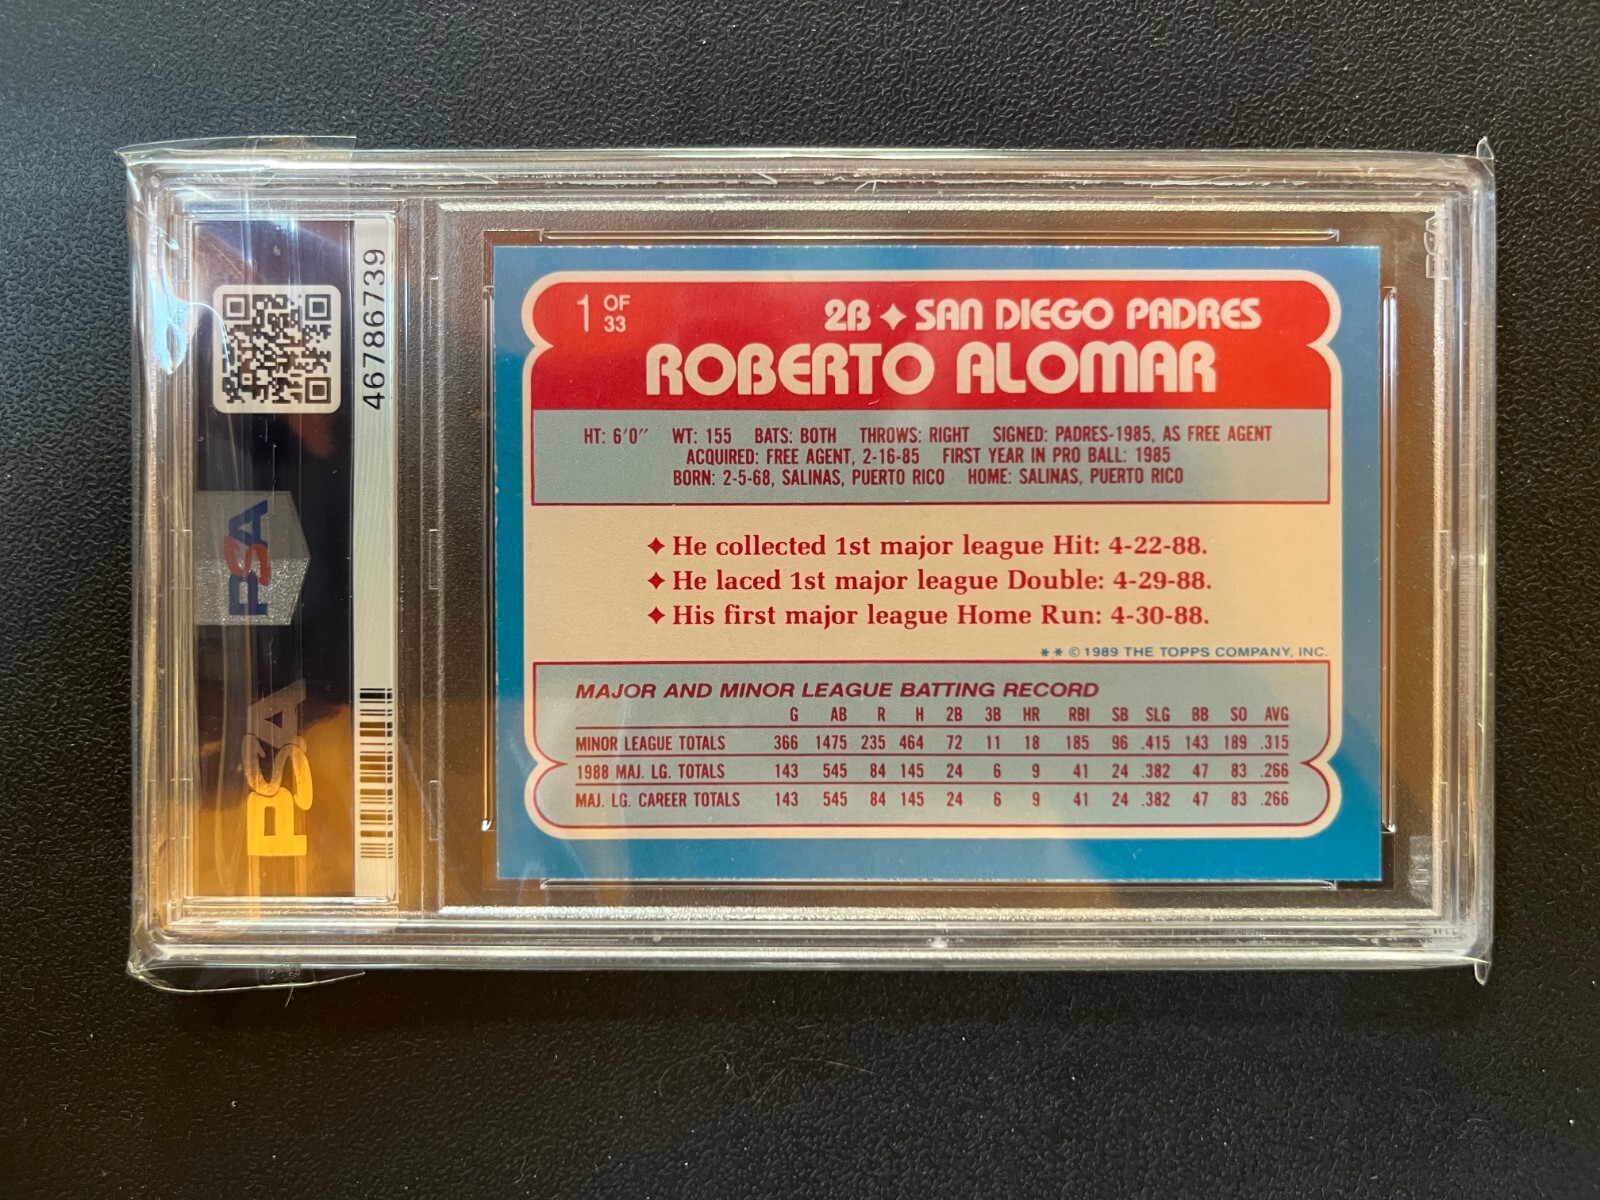 46786739
PSA
PSA
1 OF 33
2B ✦ SAN DIEGO PADRES
ROBERTO ALOMAR
HT: 6'0" WT: 155 BATS: BOTH THROWS: RIGHT SIGNED: PADRES-1985, AS FREE AGENT
ACQUIRED: FREE AGENT, 2-16-85 FIRST YEAR IN PRO BALL: 1985
BORN: 2-5-68, SALINAS, PUERTO RICO HOME: SALINAS, PUERTO RICO
✦ He collected 1st major league Hit: 4-22-88.
✦ He laced 1st major league Double: 4-29-88.
✦ His first major league Home Run: 4-30-88.
** © 1989 THE TOPPS COMPANY, INC.
MAJOR AND MINOR LEAGUE BATTING RECORD
G AB R H 2B 3B HR RBI SB SLG BB SO AVG
MINOR LEAGUE TOTALS 366 1475 235 464 72 11 18 185 96 .415 143 189 .315
1988 MAJ. LG. TOTALS 143 545 84 145 24 6 9 41 24 .382 47 83 .266
MAJ. LG. CAREER TOTALS 143 545 84 145 24 6 9 41 24 .382 47 83 .266
PSA